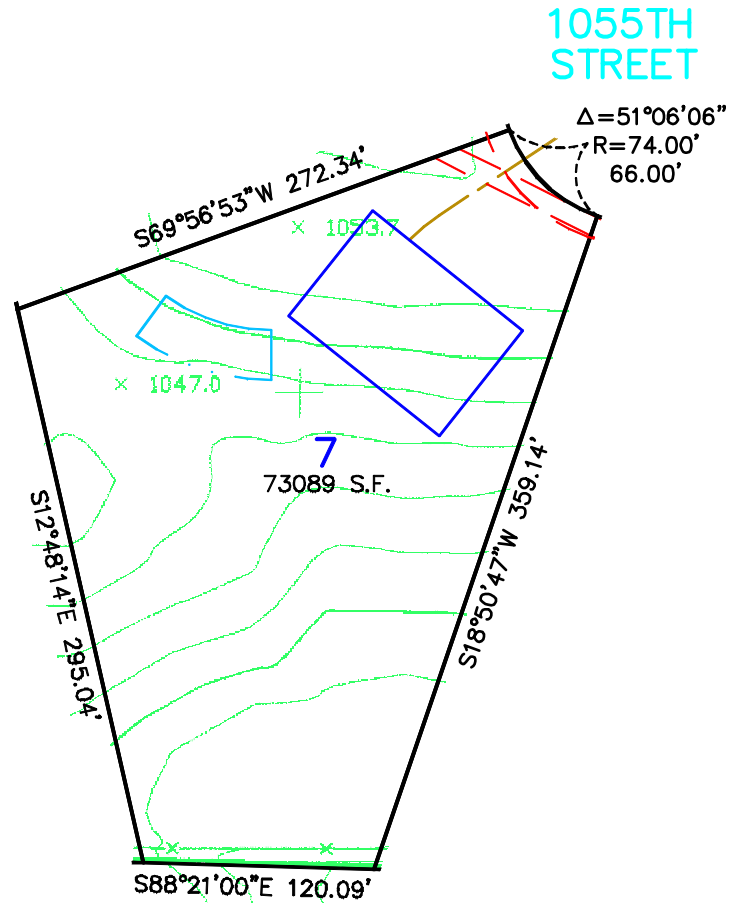 1055TH
STREET
Δ=51°06'06"
R=74.00'
66.00'
S69°56'53"W 272.34'
× 1053.7
× 1047.0
7
73089 S.F.
S12°48'14"E 295.04'
S18°50'47"W 359.14'
S88°21'00"E 120.09'